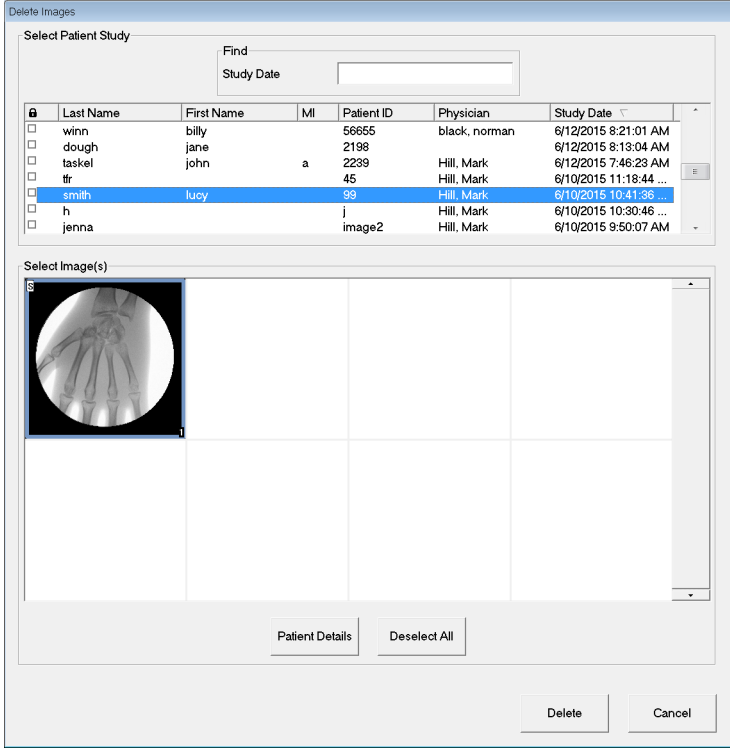 Delete Images
Select Patient Study
Find
Study Date
Last Name First Name MI Patient ID Physician Study Date
winn billy 56655 black, norman 6/12/2015 8:21:01 AM
dough jane 2198 6/12/2015 8:13:04 AM
taskel john a 2239 Hill, Mark 6/12/2015 7:46:23 AM
tfr 45 Hill, Mark 6/10/2015 11:18:44 ...
smith lucy 99 Hill, Mark 6/10/2015 10:41:36 ...
h j Hill, Mark 6/10/2015 10:30:46 ...
jenna image2 Hill, Mark 6/10/2015 9:50:07 AM
Select Image(s)
S
1
Patient Details Deselect All
Delete Cancel